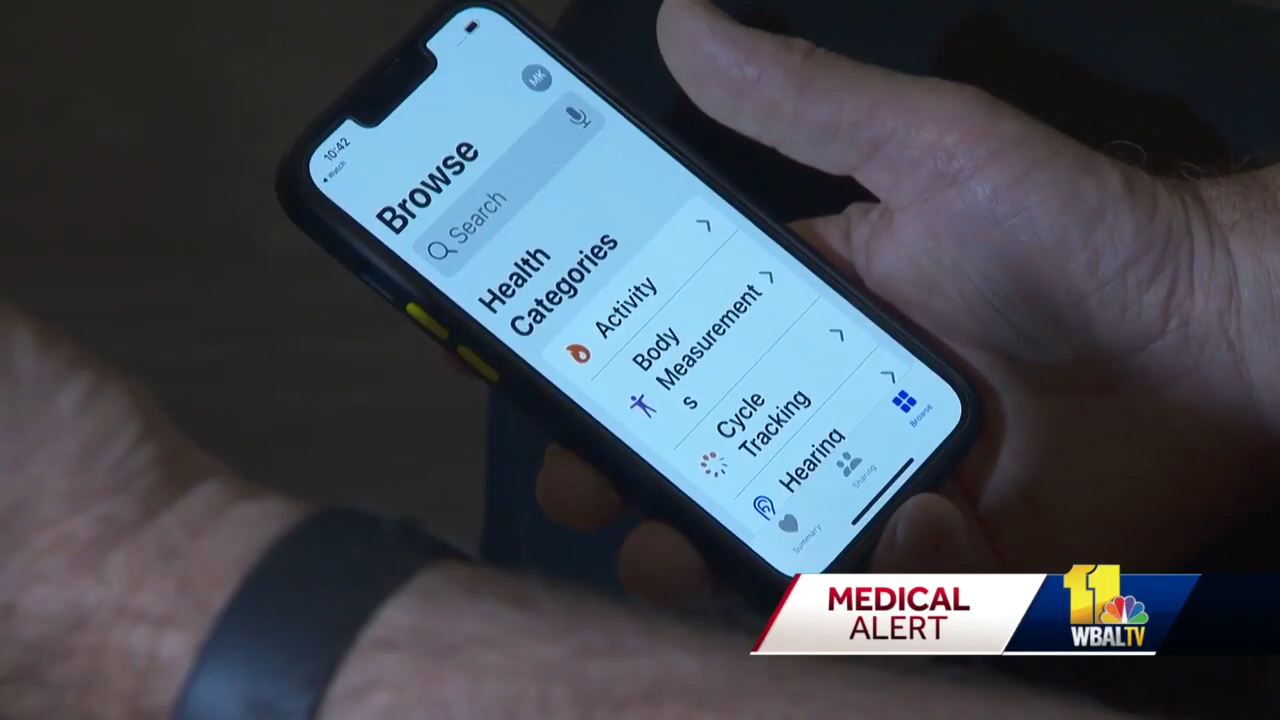 10:42
Watch
MK
Browse
Search
Health
Categories
Activity
Body
Measurement
s
Cycle
Tracking
Hearing
Summary
Sharing
Browse
MEDICAL
ALERT
11
WBALTV